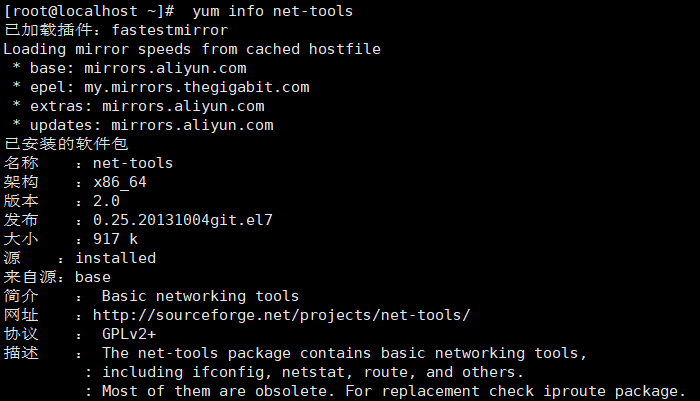 [root@localhost ~]#  yum info net-tools
已加载插件：fastestmirror
Loading mirror speeds from cached hostfile
 * base: mirrors.aliyun.com
 * epel: my.mirrors.thegigabit.com
 * extras: mirrors.aliyun.com
 * updates: mirrors.aliyun.com
已安装的软件包
名称    ：net-tools
架构    ：x86_64
版本    ：2.0
发布    ：0.25.20131004git.el7
大小    ：917 k
源    ：installed
来自源：base
简介    ： Basic networking tools
网址    ：http://sourceforge.net/projects/net-tools/
协议    ： GPLv2+
描述    ： The net-tools package contains basic networking tools,
         : including ifconfig, netstat, route, and others.
         : Most of them are obsolete. For replacement check iproute package.